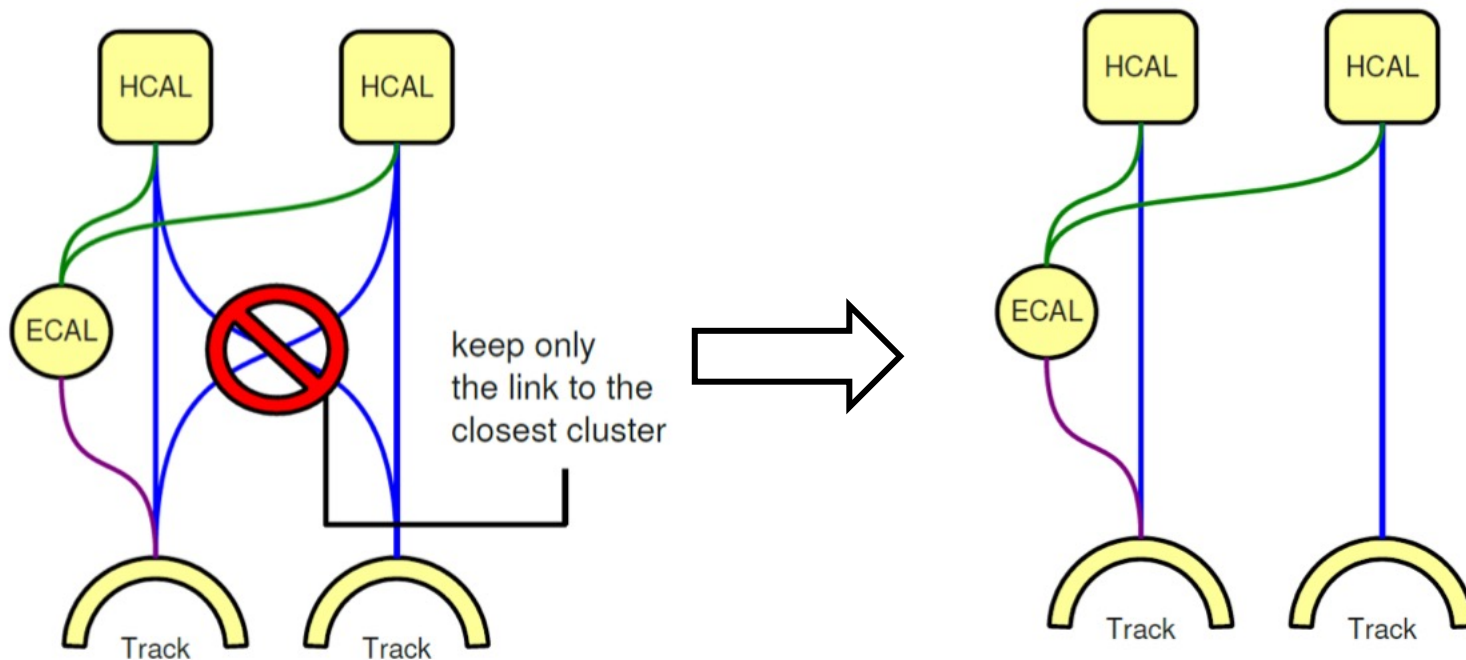 HCAL
HCAL
ECAL
keep only
the link to the
closest cluster
Track
Track
HCAL
HCAL
ECAL
Track
Track